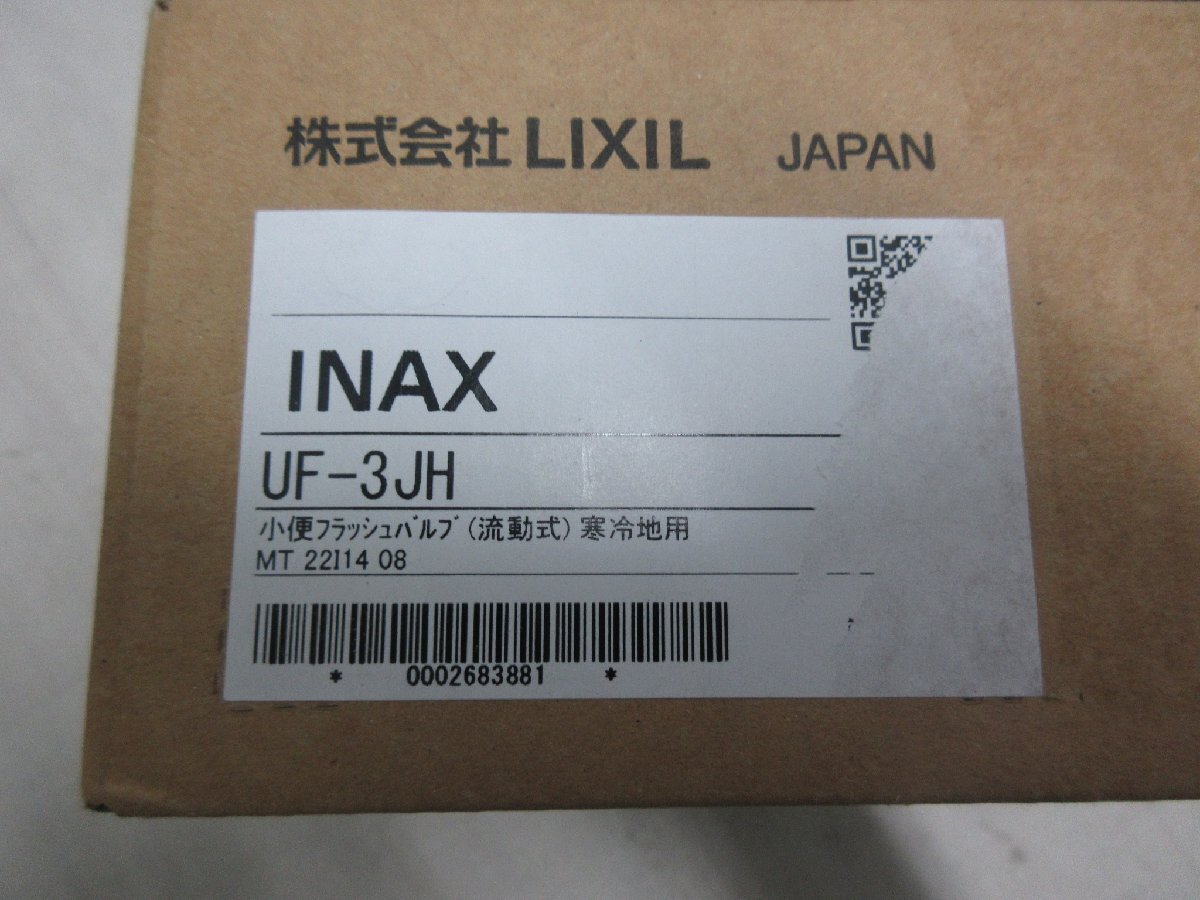 株式会社 LIXIL JAPAN
INAX
UF-3JH
小便フラッシュバルブ(流動式)寒冷地用
MT 22I14 08
* 0002683881 *